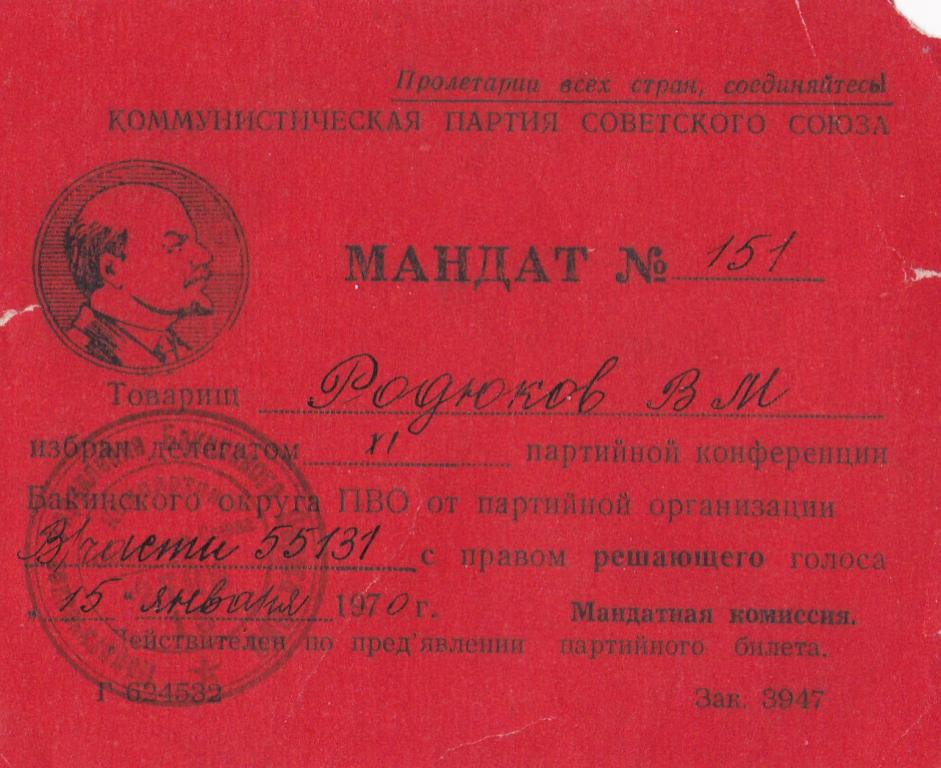 Пролетарии всех стран, соединяйтесь!
КОММУНИСТИЧЕСКАЯ ПАРТИЯ СОВЕТСКОГО СОЮЗА
МАНДАТ № 151
Товарищ Родюков В М
избран делегатом XI партийной конференции
Бакинского округа ПВО от партийной организации
В/части 55131 с правом решающего голоса
„15" января 1970 г. Мандатная комиссия.
Действителен по пред'явлении партийного билета.
Г 624532 Зак. 3947